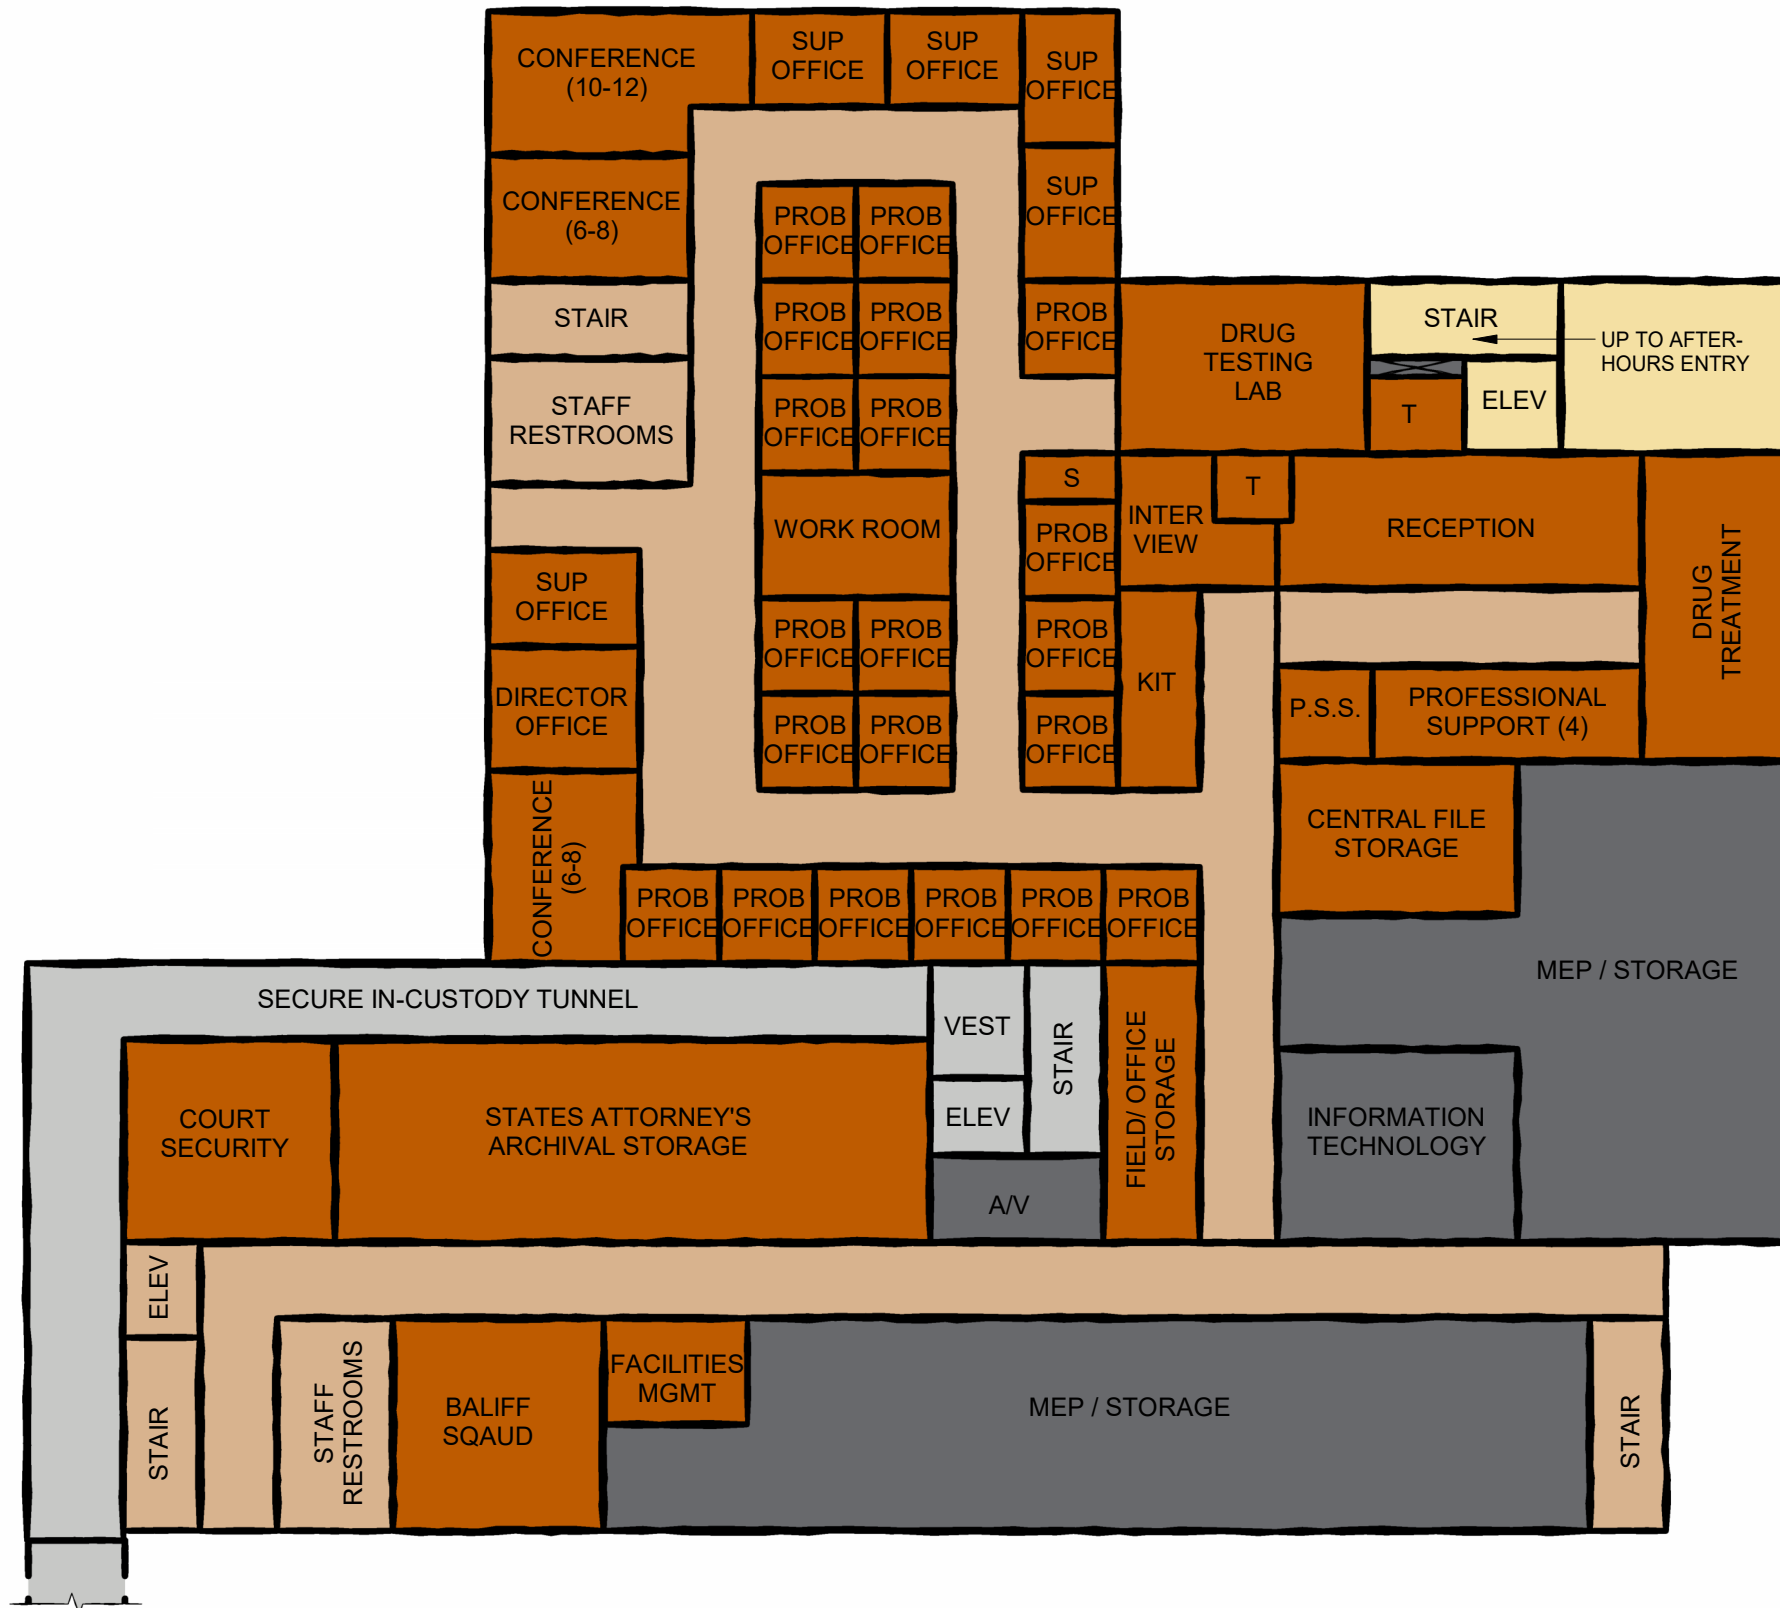 CONFERENCE
(10-12)
SUP
OFFICE
SUP
OFFICE
SUP
OFFICE
CONFERENCE
(6-8)
SUP
OFFICE
PROB
OFFICE
PROB
OFFICE
STAIR
PROB
OFFICE
PROB
OFFICE
PROB
OFFICE
DRUG
TESTING
LAB
STAIR
UP TO AFTER-
HOURS ENTRY
STAFF
RESTROOMS
PROB
OFFICE
PROB
OFFICE
T
ELEV
S
T
WORK ROOM
PROB
OFFICE
INTER
VIEW
RECEPTION
DRUG
TREATMENT
SUP
OFFICE
PROB
OFFICE
PROB
OFFICE
PROB
OFFICE
DIRECTOR
OFFICE
PROB
OFFICE
PROB
OFFICE
PROB
OFFICE
KIT
P.S.S.
PROFESSIONAL
SUPPORT (4)
CONFERENCE
(6-8)
CENTRAL FILE
STORAGE
PROB
OFFICE
PROB
OFFICE
PROB
OFFICE
PROB
OFFICE
PROB
OFFICE
PROB
OFFICE
MEP / STORAGE
SECURE IN-CUSTODY TUNNEL
VEST
STAIR
FIELD/ OFFICE
STORAGE
COURT
SECURITY
STATES ATTORNEY'S
ARCHIVAL STORAGE
ELEV
INFORMATION
TECHNOLOGY
A/V
ELEV
STAIR
STAFF
RESTROOMS
BALIFF
SQAUD
FACILITIES
MGMT
MEP / STORAGE
STAIR